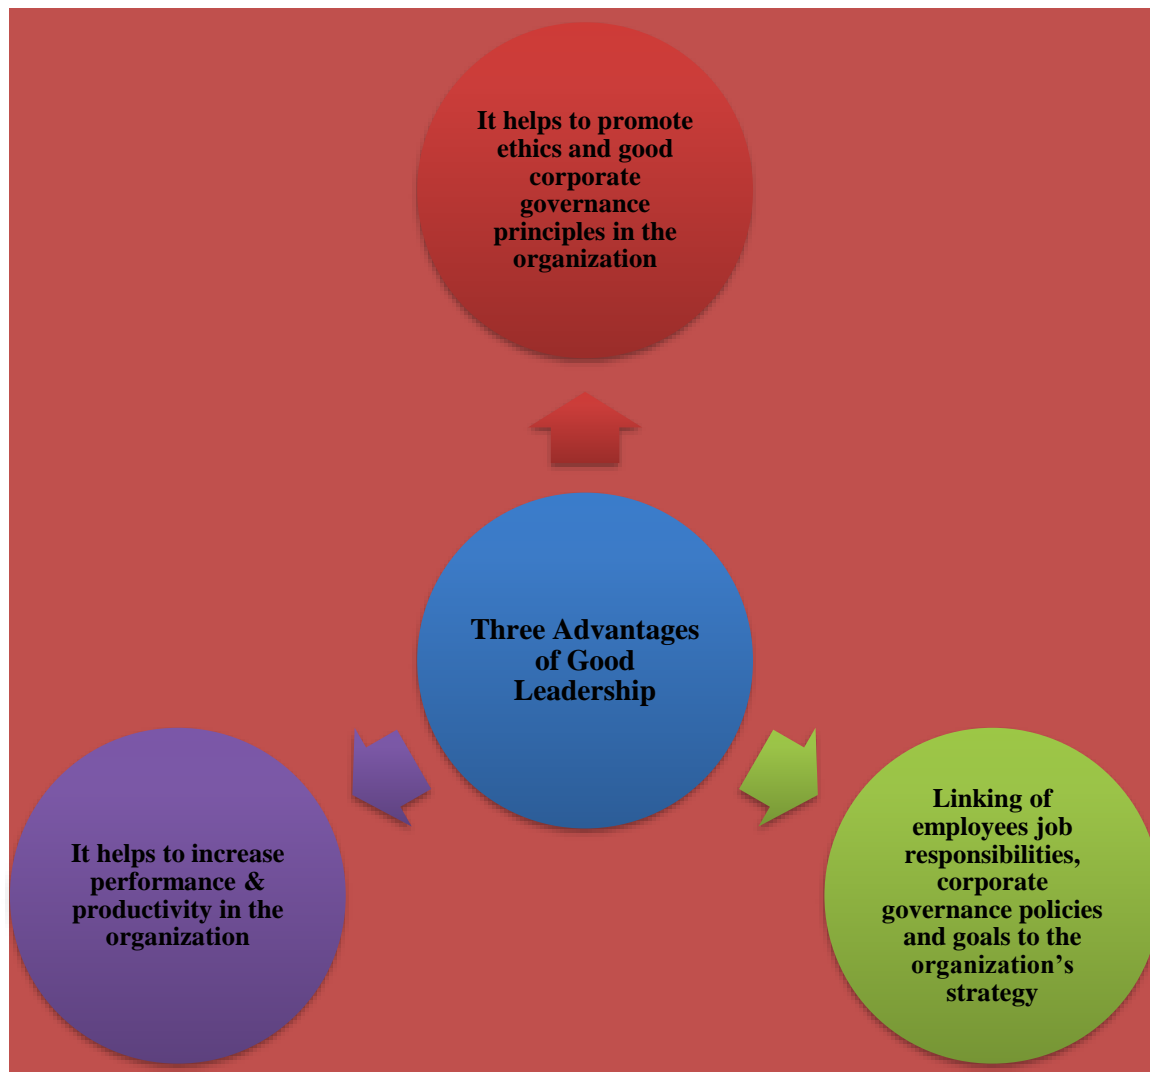 It helps to promote
ethics and good
corporate
governance
principles in the
organization
Three Advantages
of Good
Leadership
Linking of
employees job
responsibilities,
corporate
governance policies
and goals to the
organization’s
strategy
It helps to increase
performance &
productivity in the
organization